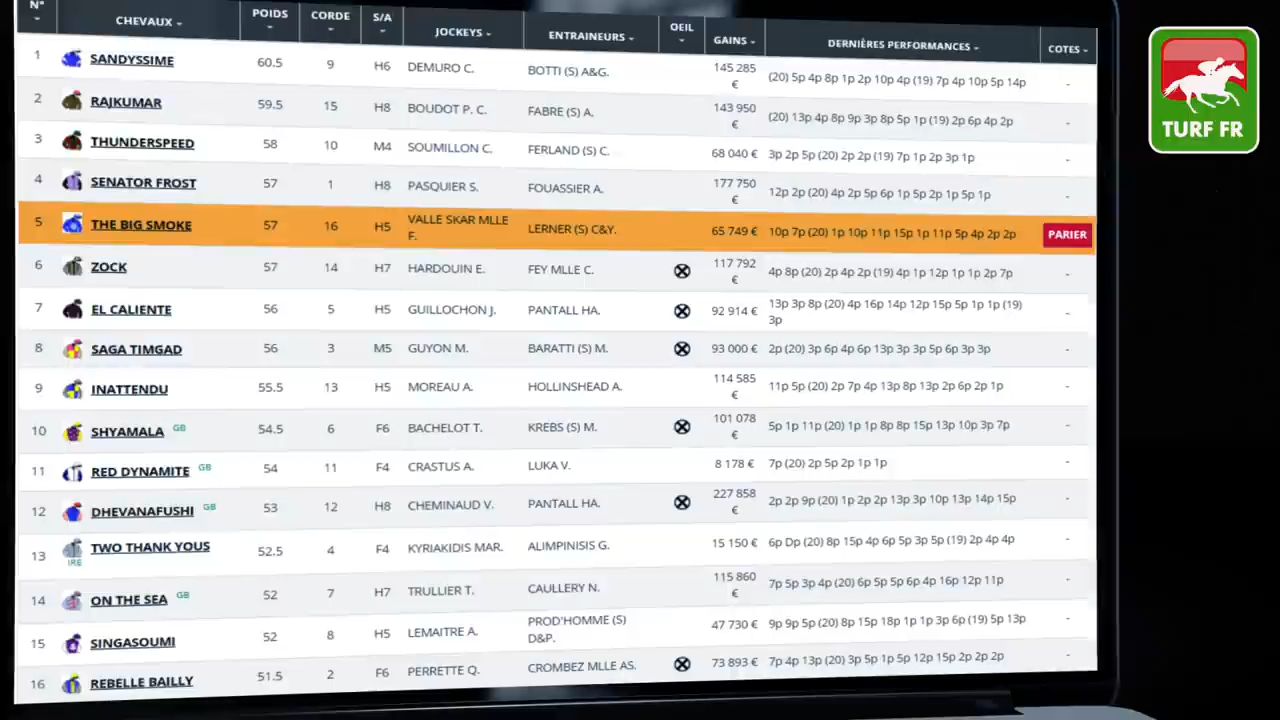 N° CHEVAUX POIDS CORDE S/A JOCKEYS ENTRAINEURS OEIL GAINS DERNIÈRES PERFORMANCES COTES
1 SANDYSSIME 60.5 9 H6 DEMURO C. BOTTI (S) A&G. 145 285 € (20) 5p 4p 8p 1p 2p 10p 4p (19) 7p 4p 10p 5p 14p -
2 RAJKUMAR 59.5 15 H8 BOUDOT P. C. FABRE (S) A. 143 950 € (20) 13p 4p 8p 9p 3p 8p 5p 1p (19) 2p 6p 4p 2p -
3 THUNDERSPEED 58 10 M4 SOUMILLON C. FERLAND (S) C. 68 040 € 3p 2p 5p (20) 2p 2p (19) 7p 1p 2p 3p 1p -
4 SENATOR FROST 57 1 H8 PASQUIER S. FOUASSIER A. 177 750 € 12p 2p (20) 4p 2p 5p 6p 1p 5p 2p 1p 5p 1p -
5 THE BIG SMOKE 57 16 H5 VALLE SKAR MLLE F. LERNER (S) C&Y. 65 749 € 10p 7p (20) 1p 10p 11p 15p 1p 11p 5p 4p 2p 2p PARIER
6 ZOCK 57 14 H7 HARDOUIN E. FEY MLLE C. 117 792 € 4p 8p (20) 2p 4p 2p (19) 4p 1p 12p 1p 1p 2p 7p -
7 EL CALIENTE 56 5 H5 GUILLOCHON J. PANTALL HA. 92 914 € 13p 3p 8p (20) 4p 16p 14p 12p 15p 5p 1p 1p (19) 3p -
8 SAGA TIMGAD 56 3 M5 GUYON M. BARATTI (S) M. 93 000 € 2p (20) 3p 6p 4p 6p 13p 3p 3p 5p 6p 3p 3p -
9 INATTENDU 55.5 13 H5 MOREAU A. HOLLINSHEAD A. 114 585 € 11p 5p (20) 2p 7p 4p 13p 8p 13p 2p 6p 2p 1p -
10 SHYAMALA GB 54.5 6 F6 BACHELOT T. KREBS (S) M. 101 078 € 5p 1p 11p (20) 1p 1p 8p 8p 15p 13p 10p 3p 7p -
11 RED DYNAMITE GB 54 11 F4 CRASTUS A. LUKA V. 8 178 € 7p (20) 2p 5p 2p 1p 1p -
12 DHEVANAFUSHI GB 53 12 H8 CHEMINAUD V. PANTALL HA. 227 858 € 2p 2p 9p (20) 1p 2p 2p 13p 3p 10p 13p 14p 15p -
13 TWO THANK YOUS IRE 52.5 4 F4 KYRIAKIDIS MAR. ALIMPINISIS G. 15 150 € 6p Dp (20) 8p 15p 4p 6p 5p 3p 5p (19) 2p 4p 4p -
14 ON THE SEA GB 52 7 H7 TRULLIER T. CAULLERY N. 115 860 € 7p 5p 3p 4p (20) 6p 5p 5p 6p 4p 16p 12p 11p -
15 SINGASOUMI 52 8 H5 LEMAITRE A. PROD'HOMME (S) D&P. 47 730 € 9p 9p 5p (20) 8p 15p 18p 1p 1p 3p 6p (19) 5p 13p -
16 REBELLE BAILLY 51.5 2 F6 PERRETTE Q. CROMBEZ MLLE AS. 73 893 € 7p 4p 13p (20) 3p 5p 1p 5p 12p 15p 2p 2p 2p -
TURF FR